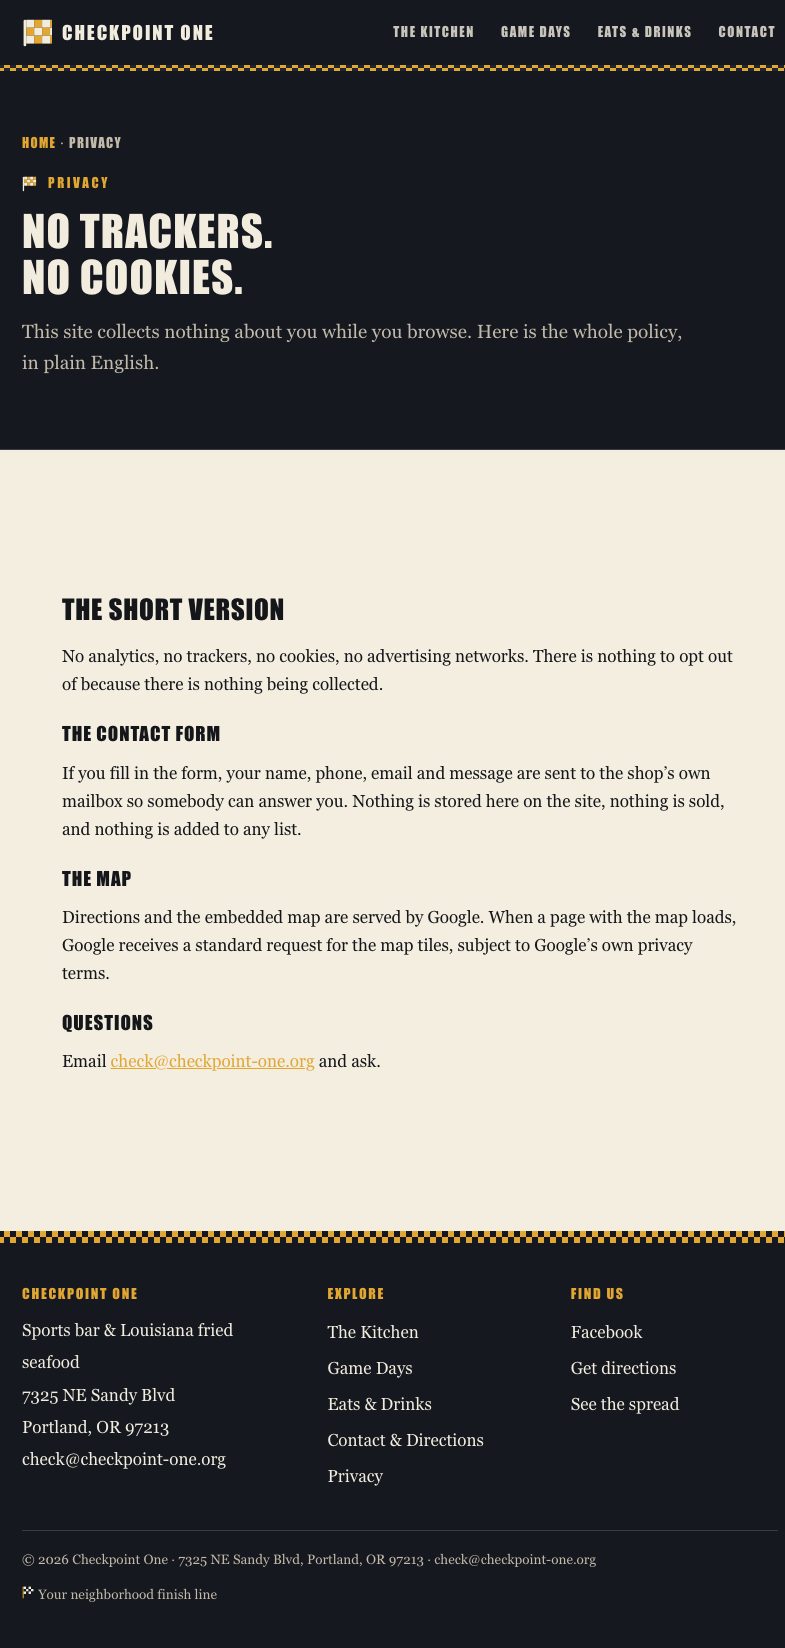 CHECKPOINT ONE
THE KITCHEN
GAME DAYS
EATS & DRINKS
CONTACT
HOME · PRIVACY
PRIVACY
NO TRACKERS.
NO COOKIES.
This site collects nothing about you while you browse. Here is the whole policy,
in plain English.
THE SHORT VERSION
No analytics, no trackers, no cookies, no advertising networks. There is nothing to opt out
of because there is nothing being collected.
THE CONTACT FORM
If you fill in the form, your name, phone, email and message are sent to the shop’s own
mailbox so somebody can answer you. Nothing is stored here on the site, nothing is sold,
and nothing is added to any list.
THE MAP
Directions and the embedded map are served by Google. When a page with the map loads,
Google receives a standard request for the map tiles, subject to Google’s own privacy
terms.
QUESTIONS
Email check@checkpoint-one.org and ask.
CHECKPOINT ONE
Sports bar & Louisiana fried
seafood
7325 NE Sandy Blvd
Portland, OR 97213
check@checkpoint-one.org
EXPLORE
The Kitchen
Game Days
Eats & Drinks
Contact & Directions
Privacy
FIND US
Facebook
Get directions
See the spread
© 2026 Checkpoint One · 7325 NE Sandy Blvd, Portland, OR 97213 · check@checkpoint-one.org
Your neighborhood finish line